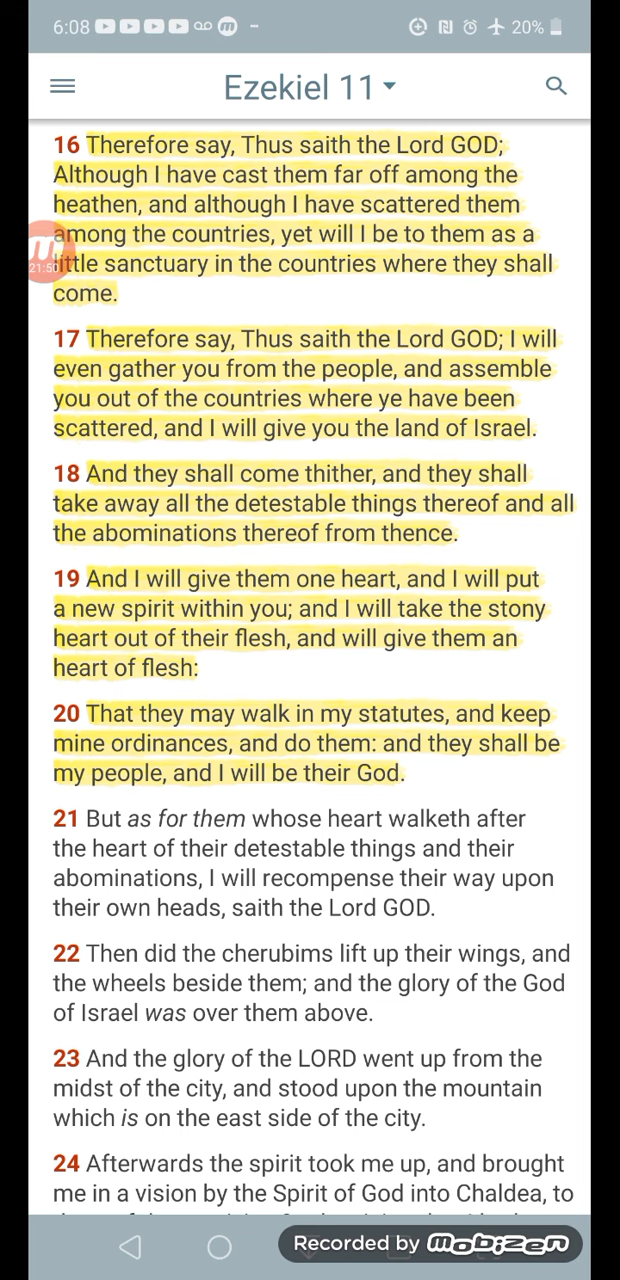 6:08 20%
Ezekiel 11
16 Therefore say, Thus saith the Lord GOD;
Although I have cast them far off among the
heathen, and although I have scattered them
among the countries, yet will I be to them as a
little sanctuary in the countries where they shall
come.
21:50
17 Therefore say, Thus saith the Lord GOD; I will
even gather you from the people, and assemble
you out of the countries where ye have been
scattered, and I will give you the land of Israel.
18 And they shall come thither, and they shall
take away all the detestable things thereof and all
the abominations thereof from thence.
19 And I will give them one heart, and I will put
a new spirit within you; and I will take the stony
heart out of their flesh, and will give them an
heart of flesh:
20 That they may walk in my statutes, and keep
mine ordinances, and do them: and they shall be
my people, and I will be their God.
21 But as for them whose heart walketh after
the heart of their detestable things and their
abominations, I will recompense their way upon
their own heads, saith the Lord GOD.
22 Then did the cherubims lift up their wings, and
the wheels beside them; and the glory of the God
of Israel was over them above.
23 And the glory of the LORD went up from the
midst of the city, and stood upon the mountain
which is on the east side of the city.
24 Afterwards the spirit took me up, and brought
me in a vision by the Spirit of God into Chaldea, to
Recorded by mobizen